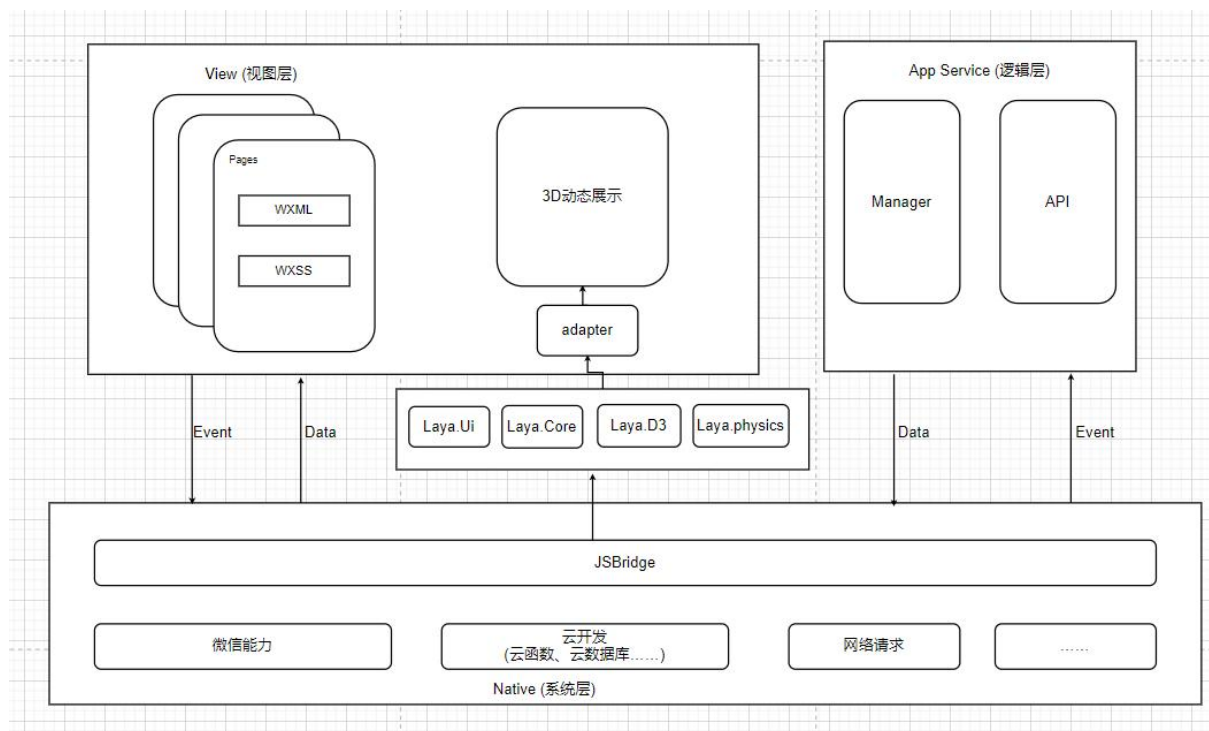 View (视图层)
App Service (逻辑层)
Pages
WXML
WXSS
3D动态展示
adapter
Manager
API
Laya.Ui
Laya.Core
Laya.D3
Laya.physics
Event
Data
Data
Event
JSBridge
微信能力
云开发
(云函数、云数据库……)
网络请求
……
Native (系统层)